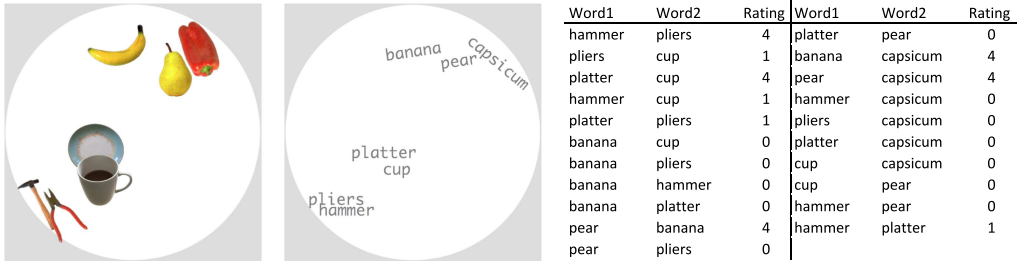 banana
capsicum
pear
platter
cup
pliers
hammer
Word1 Word2 Rating Word1 Word2 Rating
hammer pliers 4 platter pear 0
pliers cup 1 banana capsicum 4
platter cup 4 pear capsicum 4
hammer cup 1 hammer capsicum 0
platter pliers 1 pliers capsicum 0
banana cup 0 platter capsicum 0
banana pliers 0 cup capsicum 0
banana hammer 0 cup pear 0
banana platter 0 hammer pear 0
pear banana 4 hammer platter 1
pear pliers 0